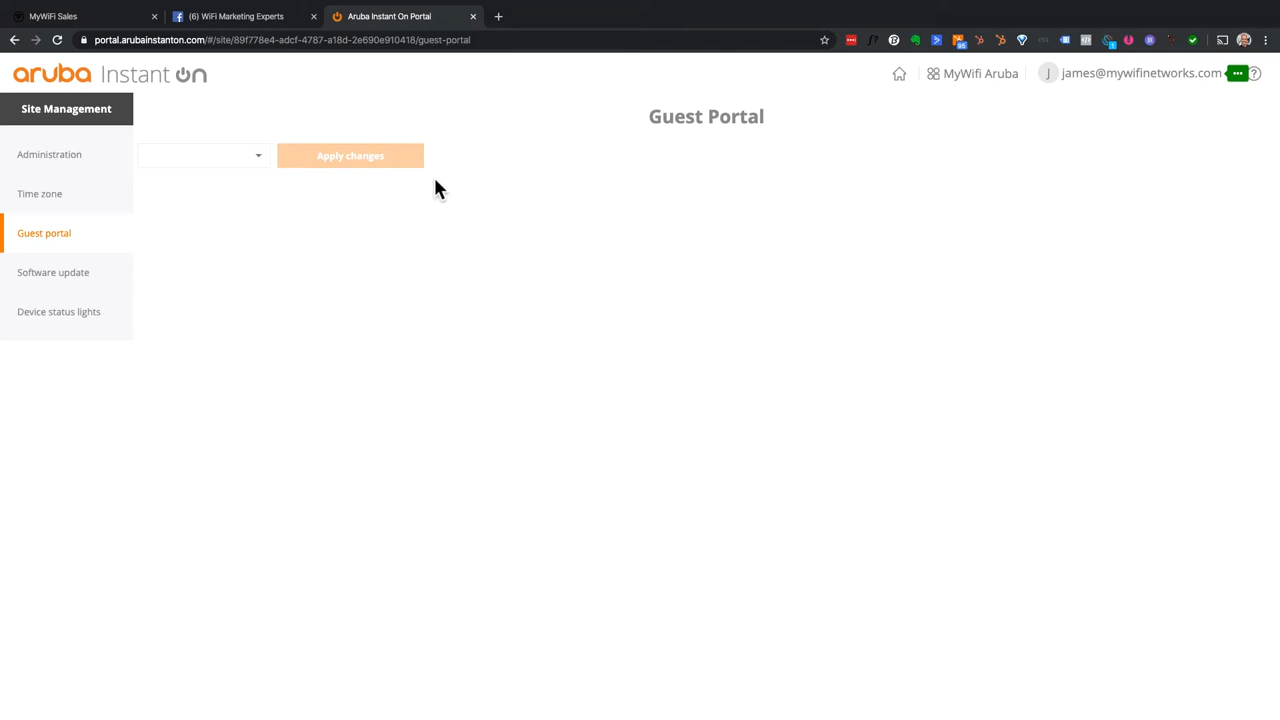 MyWiFi Sales
(6) WiFi Marketing Experts
Aruba Instant On Portal
portal.arubainstanton.com/#/site/89f778e4-adcf-4787-a18d-2e690e910418/guest-portal
aruba Instant On
MyWifi Aruba
J
james@mywifinetworks.com
Site Management
Guest Portal
Administration
Apply changes
Time zone
Guest portal
Software update
Device status lights